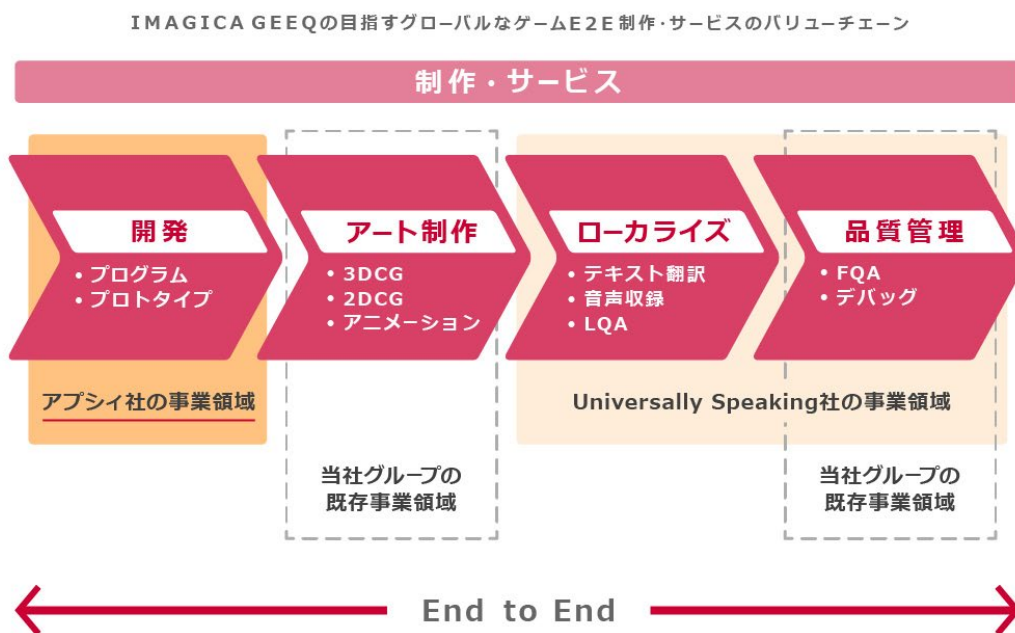 IMAGICA GEEQの目指すグローバルなゲームE2E制作・サービスのバリューチェーン
制作・サービス
開発
• プログラム
• プロトタイプ
アート制作
• 3DCG
• 2DCG
• アニメーション
ローカライズ
• テキスト翻訳
• 音声収録
• LQA
品質管理
• FQA
• デバッグ
アプシィ社の事業領域
Universally Speaking社の事業領域
当社グループの
既存事業領域
当社グループの
既存事業領域
End to End